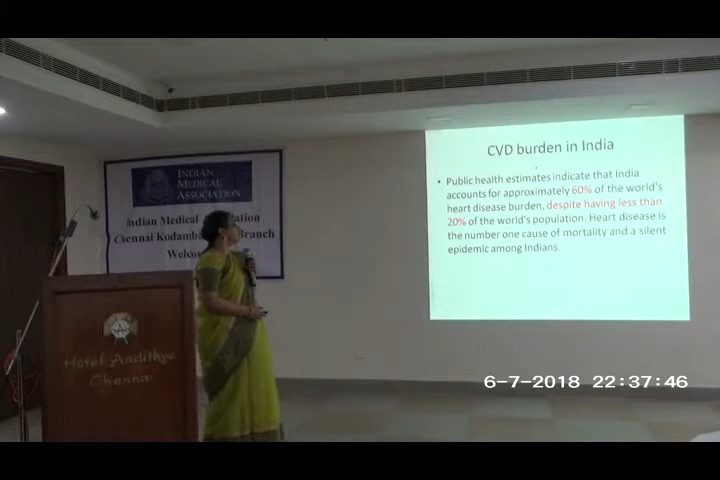 INDIAN
MEDICAL
ASSOCIATION
Indian Medical
Chennai Kodamb Branch
CVD burden in India
• Public health estimates indicate that India
accounts for approximately 60% of the world's
heart disease burden, despite having less than
20% of the world's population. Heart disease is
the number one cause of mortality and a silent
epidemic among Indians.
Hotel Aadithya
Chennai
6-7-2018 22:37:46